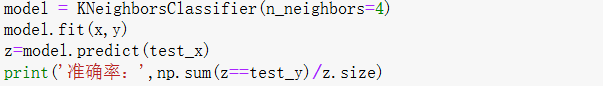 model = KNeighborsClassifier(n_neighbors=4)
model.fit(x,y)
z=model.predict(test_x)
print('准确率：',np.sum(z==test_y)/z.size)